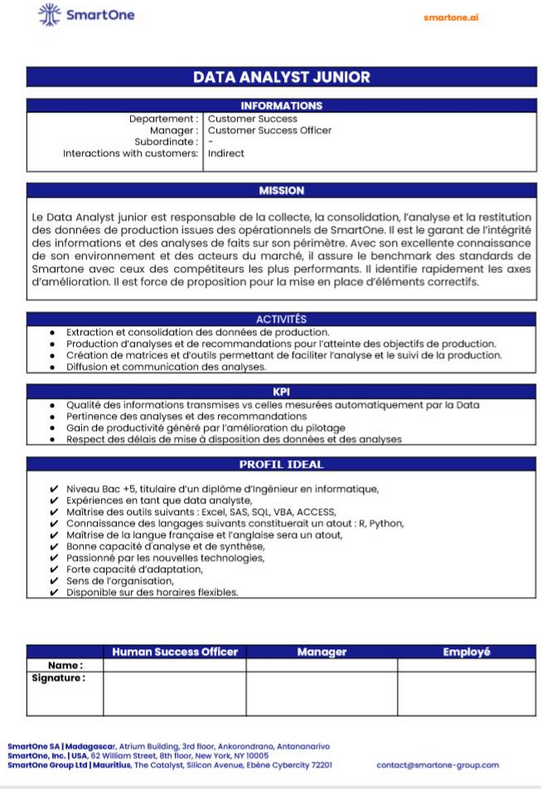 SmartOne
smartone.ai
DATA ANALYST JUNIOR
INFORMATIONS
Departement : Customer Success
Manager : Customer Success Officer
Subordinate : -
Interactions with customers: Indirect
MISSION
Le Data Analyst junior est responsable de la collecte, la consolidation, l'analyse et la restitution
des données de production issues des opérationnels de SmartOne. Il est le garant de l'intégrité
des informations et des analyses de faits sur son périmètre. Avec son excellente connaissance
de son environnement et des acteurs du marché, il assure le benchmark des standards de
Smartone avec ceux des compétiteurs les plus performants. Il identifie rapidement les axes
d'amélioration. Il est force de proposition pour la mise en place d'éléments correctifs.
ACTIVITÉS
• Extraction et consolidation des données de production.
• Production d'analyses et de recommandations pour l'atteinte des objectifs de production.
• Création de matrices et d'outils permettant de faciliter l'analyse et le suivi de la production.
• Diffusion et communication des analyses.
KPI
• Qualité des informations transmises vs celles mesurées automatiquement par la Data
• Pertinence des analyses et des recommandations
• Gain de productivité généré par l'amélioration du pilotage
• Respect des délais de mise à disposition des données et des analyses
PROFIL IDEAL
✔ Niveau Bac +5, titulaire d'un diplôme d'Ingénieur en informatique,
✔ Expériences en tant que data analyste,
✔ Maîtrise des outils suivants : Excel, SAS, SQL, VBA, ACCESS,
✔ Connaissance des langages suivants constituerait un atout : R, Python,
✔ Maîtrise de la langue française et l'anglaise sera un atout,
✔ Bonne capacité d'analyse et de synthèse,
✔ Passionné par les nouvelles technologies,
✔ Forte capacité d'adaptation,
✔ Sens de l'organisation,
✔ Disponible sur des horaires flexibles.
Human Success Officer Manager Employé
Name :
Signature :
SmartOne SA | Madagascar, Atrium Building, 3rd floor, Ankorondrano, Antananarivo
SmartOne, Inc. | USA, 62 William Street, 8th floor, New York, NY 10005
SmartOne Group Ltd | Mauritius, The Catalyst, Silicon Avenue, Ebène Cybercity 72201 contact@smartone-group.com